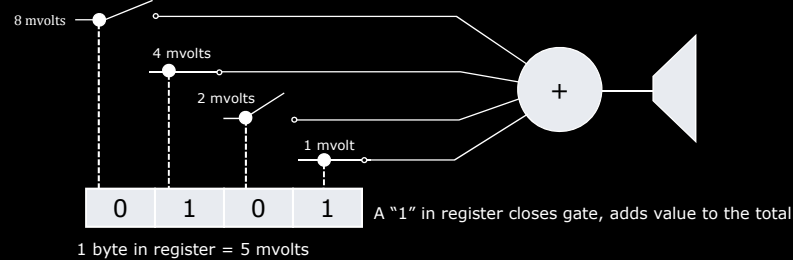 8 mvolts
4 mvolts
2 mvolts
+
1 mvolt
0 1 0 1
A “1” in register closes gate, adds value to the total
1 byte in register = 5 mvolts